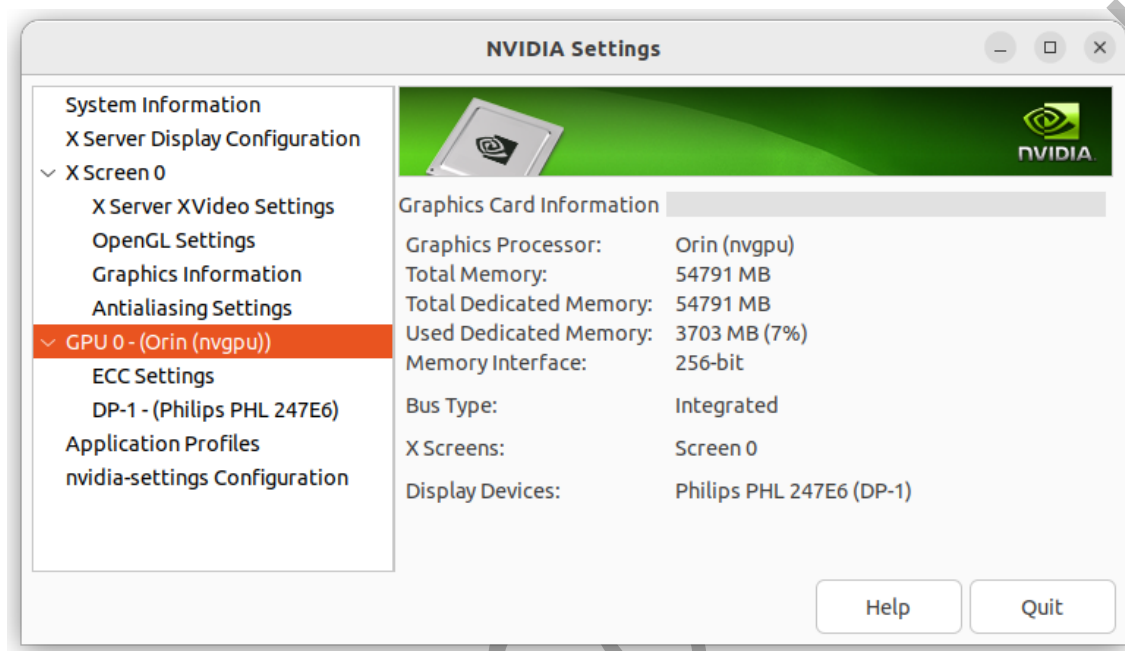 NVIDIA Settings
System Information
X Server Display Configuration
X Screen 0
X Server XVideo Settings
OpenGL Settings
Graphics Information
Antialiasing Settings
GPU 0 - (Orin (nvgpu))
ECC Settings
DP-1 - (Philips PHL 247E6)
Application Profiles
nvidia-settings Configuration
NVIDIA.
Graphics Card Information
Graphics Processor: Orin (nvgpu)
Total Memory: 54791 MB
Total Dedicated Memory: 54791 MB
Used Dedicated Memory: 3703 MB (7%)
Memory Interface: 256-bit
Bus Type: Integrated
X Screens: Screen 0
Display Devices: Philips PHL 247E6 (DP-1)
Help Quit